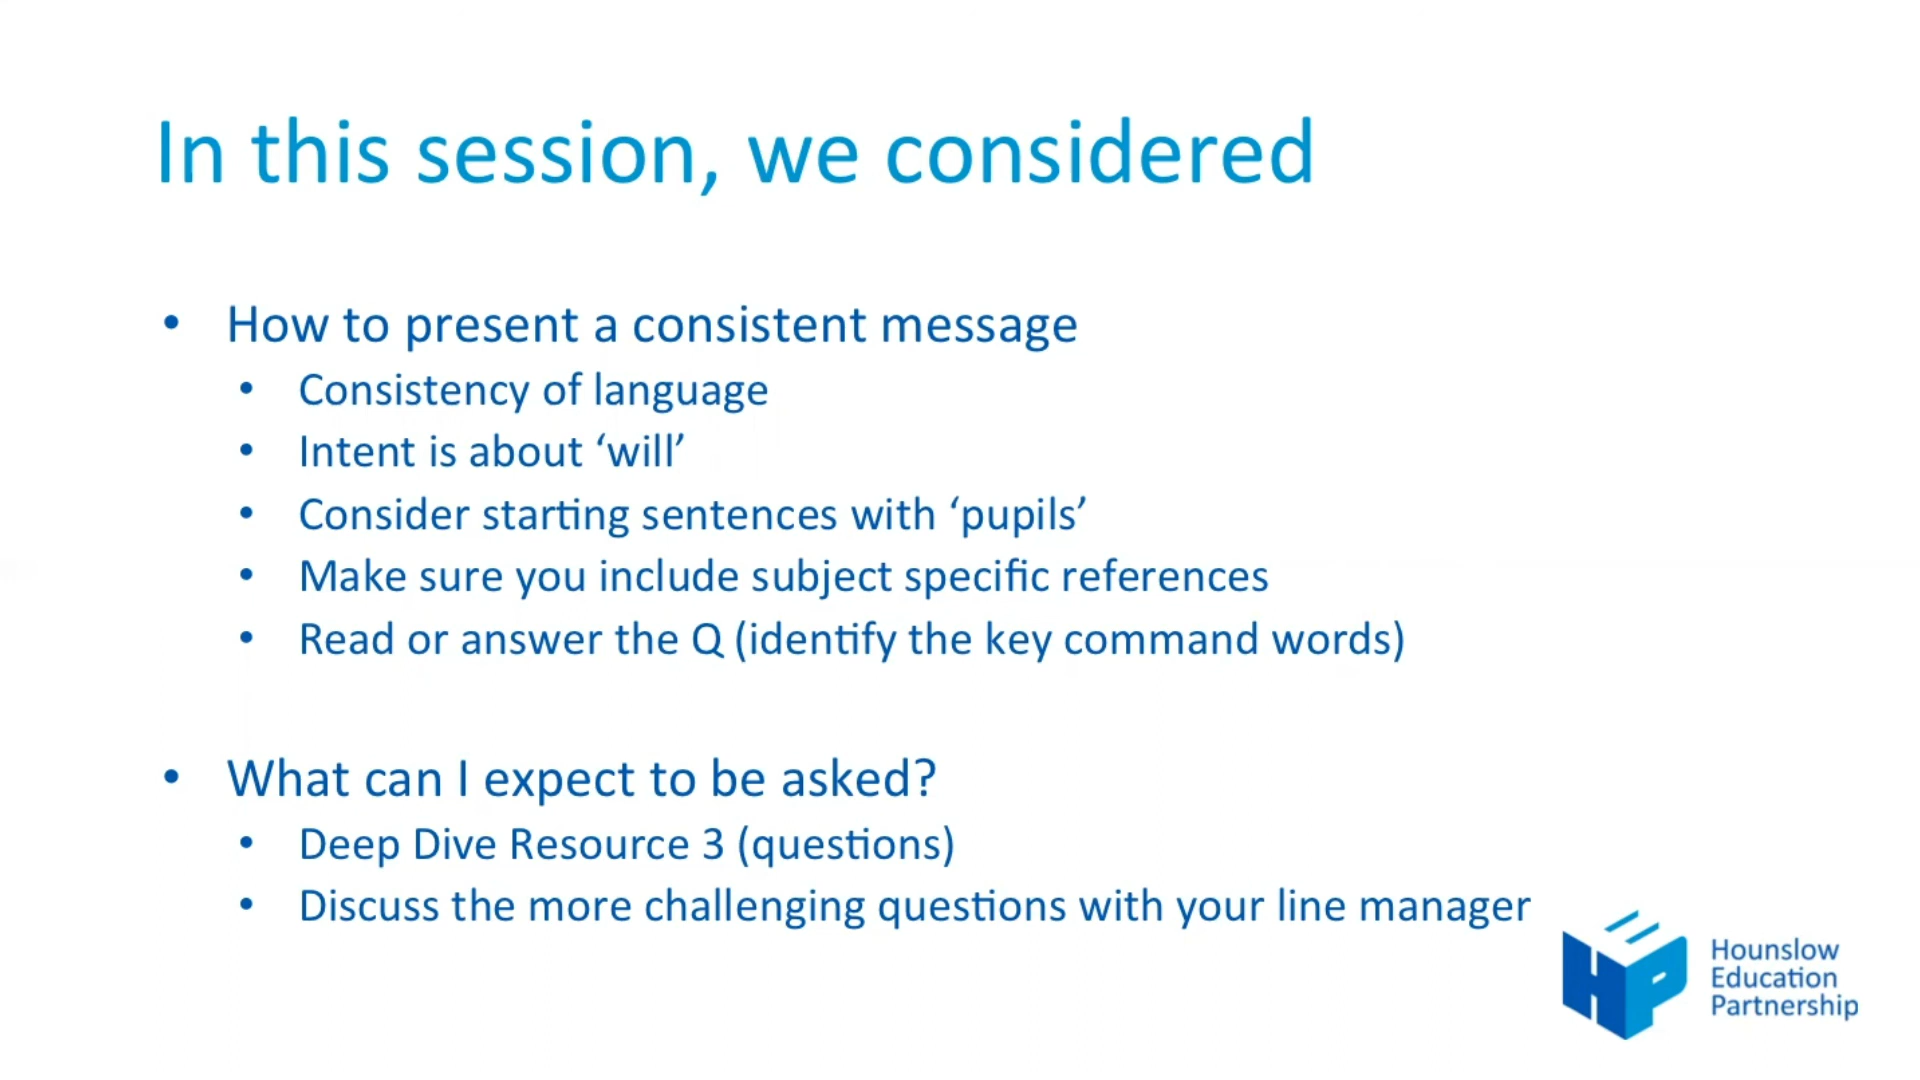 In this session, we considered
• How to present a consistent message
• Consistency of language
• Intent is about ‘will’
• Consider starting sentences with ‘pupils’
• Make sure you include subject specific references
• Read or answer the Q (identify the key command words)
• What can I expect to be asked?
• Deep Dive Resource 3 (questions)
• Discuss the more challenging questions with your line manager
HEP
Hounslow
Education
Partnership